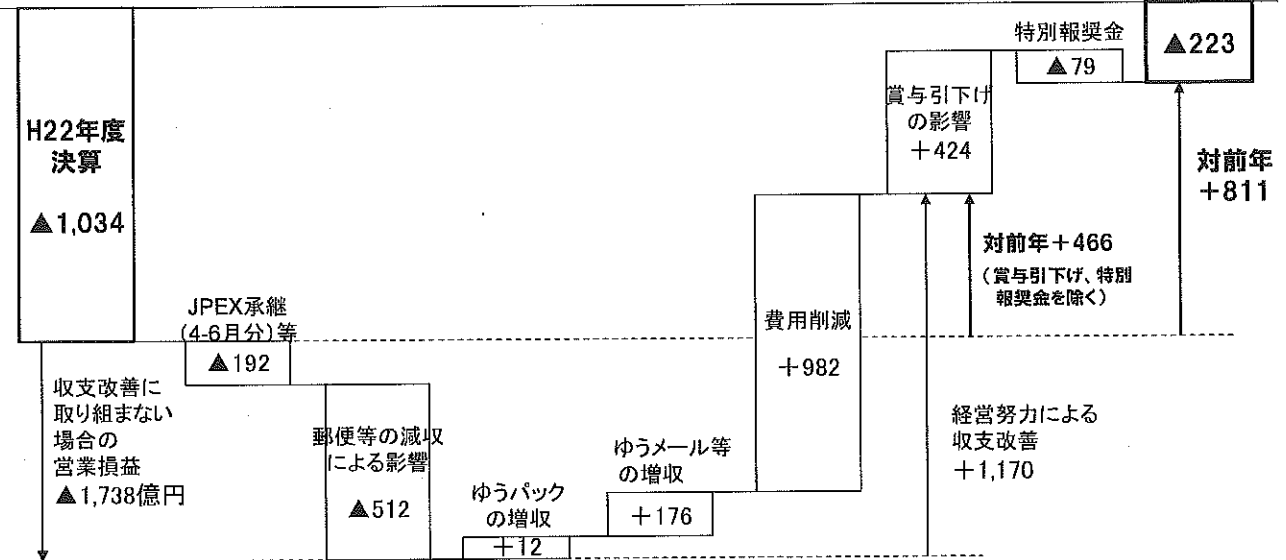 H22年度
決算
▲1,034
収支改善に
取り組まない
場合の
営業損益
▲1,738億円
JPEX承継
(4-6月分)等
▲192
郵便等の減収
による影響
▲512
ゆうパック
の増収
＋12
ゆうメール等
の増収
＋176
費用削減
＋982
賞与引下げ
の影響
＋424
特別報奨金
▲79
▲223
対前年
＋811
対前年＋466
(賞与引下げ、特別
報奨金を除く)
経営努力による
収支改善
＋1,170